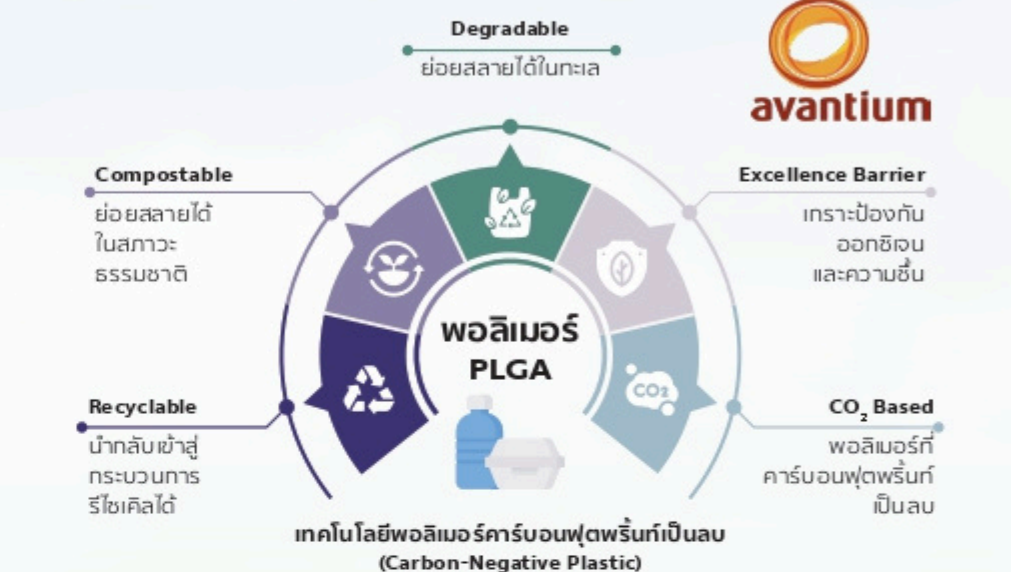 Degradable
ย่อยสลายได้ในทะเล
avantium
Compostable
ย่อยสลายได้
ในสภาวะ
ธรรมชาติ
Excellence Barrier
เกราะป้องกัน
ออกซิเจน
และความชื้น
พอลิเมอร์
PLGA
CO2
Recyclable
นำกลับเข้าสู่
กระบวนการ
รีไซเคิลได้
CO₂ Based
พอลิเมอร์ที่
คาร์บอนฟุตพริ้นท์
เป็นลบ
เทคโนโลยีพอลิเมอร์คาร์บอนฟุตพริ้นท์เป็นลบ
(Carbon-Negative Plastic)